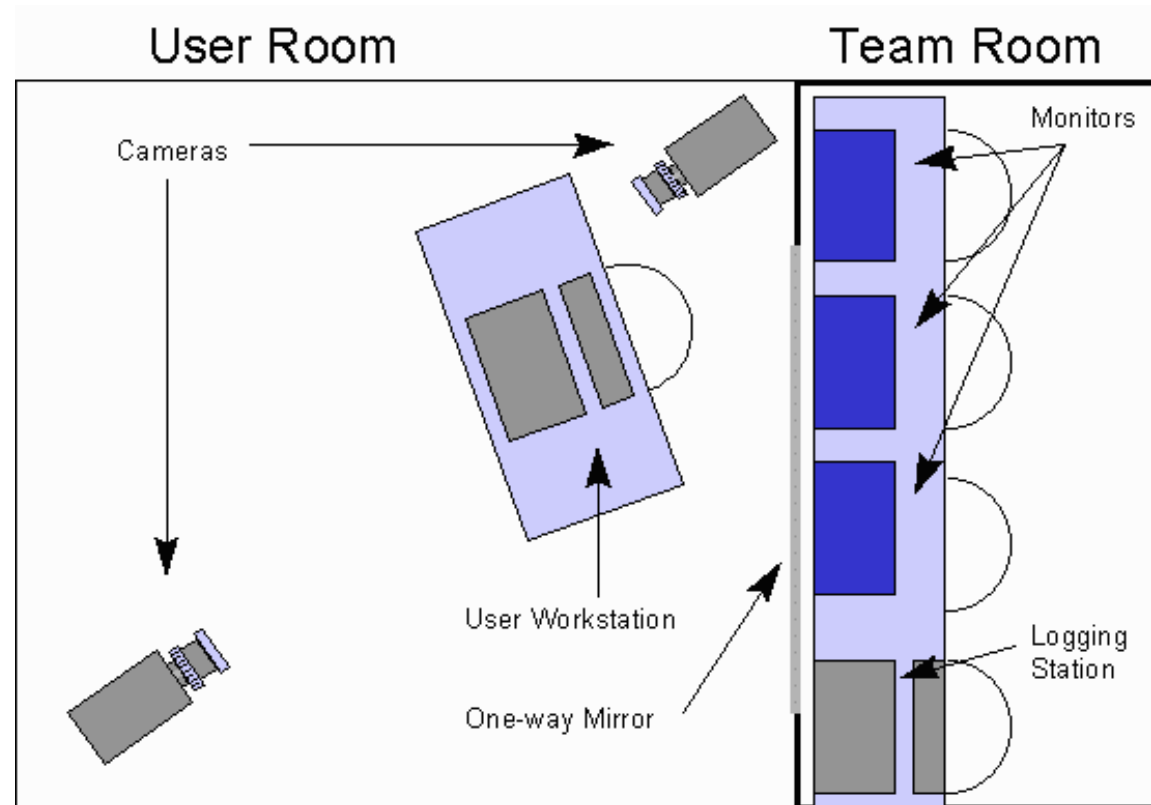 User Room
Team Room
Cameras
Monitors
User Workstation
One-way Mirror
Logging
Station